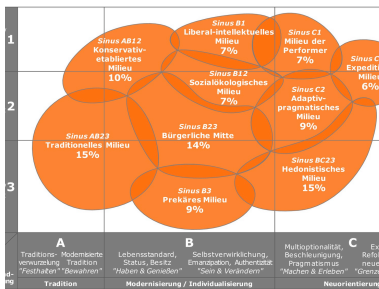 1
2
3
Sinus AB12
Konservativ-
etabliertes
Milieu
10%
Sinus B1
Liberal-intellektuelles
Milieu
7%
Sinus C1
Milieu der
Performer
7%
Milieu
6%
Sinus B12
Sozialökologisches
Milieu
7%
Sinus C2
Adaptiv-
pragmatisches
Milieu
9%
Sinus AB23
Traditionelles Milieu
15%
Sinus B23
Bürgerliche Mitte
14%
Sinus BC23
Hedonistisches
Milieu
15%
Sinus B3
Prekäres Milieu
9%
A
Traditions- Modernisierte
verwurzelung Tradition
"Festhalten" "Bewahren"
Tradition
B
Lebensstandard, Selbstverwirklichung,
Status, Besitz Emanzipation, Authentizität
"Haben & Genießen" "Sein & Verändern"
Modernisierung / Individualisierung
C
Multioptionalität,
Beschleunigung,
Pragmatismus
"Machen & Erleben"
Neuorientierung